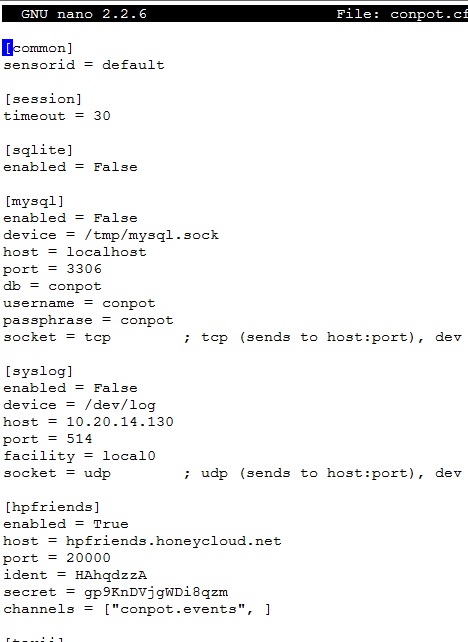 GNU nano 2.2.6 File: conpot.cf
[common]
sensorid = default
[session]
timeout = 30
[sqlite]
enabled = False
[mysql]
enabled = False
device = /tmp/mysql.sock
host = localhost
port = 3306
db = conpot
username = conpot
passphrase = conpot
socket = tcp ; tcp (sends to host:port), dev
[syslog]
enabled = False
device = /dev/log
host = 10.20.14.130
port = 514
facility = local0
socket = udp ; udp (sends to host:port), dev
[hpfriends]
enabled = True
host = hpfriends.honeycloud.net
port = 20000
ident = HAhqdzzA
secret = gp9KnDVjgWDi8qzm
channels = ["conpot.events", ]
[taxii]